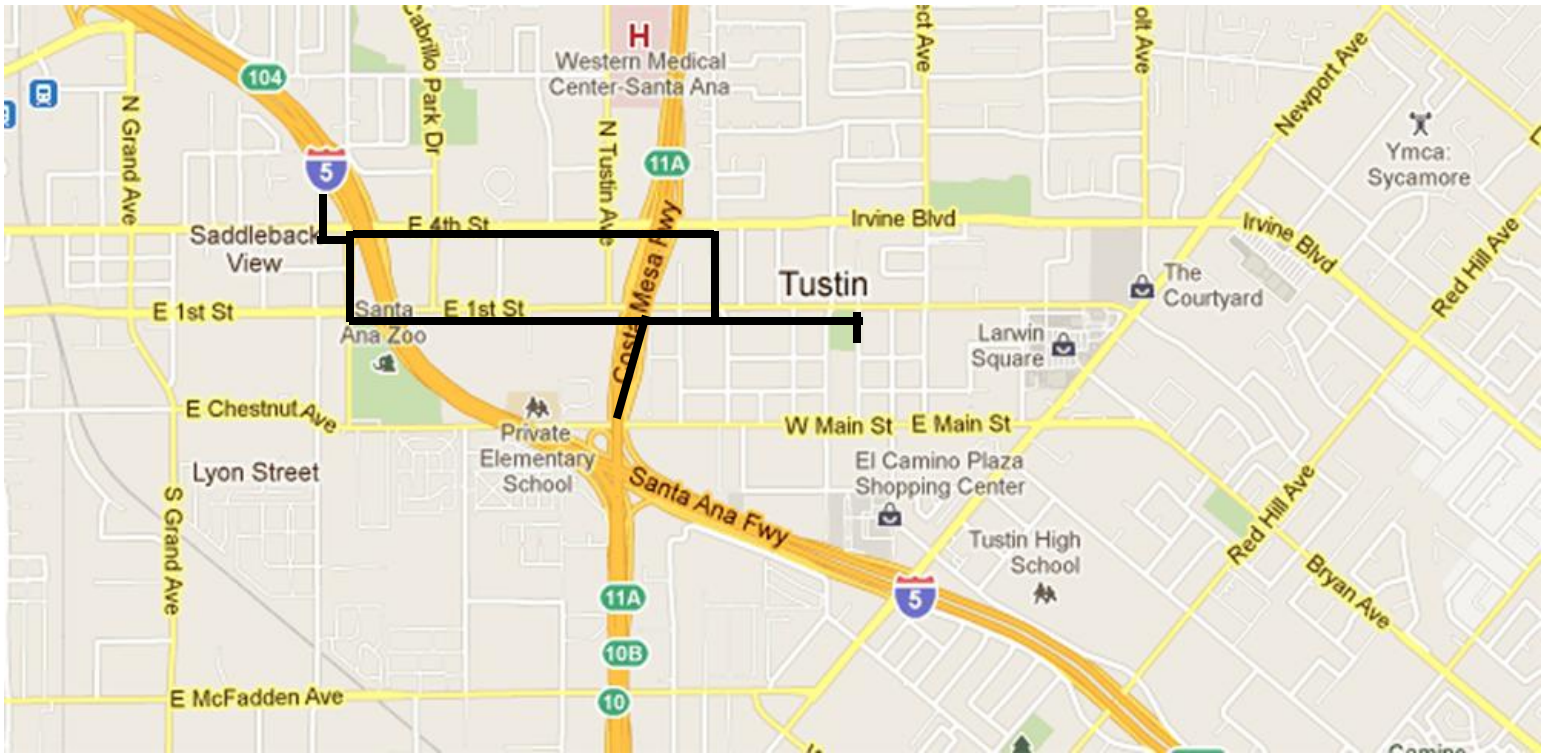 H
Western Medical
Center-Santa Ana
104
Cabrillo Park Dr
ect Ave
olt Ave
Newport Ave
N Grand Ave
N Tustin Ave
11A
5
Ymca:
Sycamore
E 4th St
Irvine Blvd
Irvine Blvd
Saddleback
View
Costa Mesa Fwy
Tustin
The
Courtyard
Red Hill Ave
E 1st St
Santa
Ana Zoo
E 1st St
Larwin
Square
E Chestnut Ave
Private
Elementary
School
W Main St
E Main St
Lyon Street
El Camino Plaza
Shopping Center
Santa Ana Fwy
S Grand Ave
Red Hill Ave
Tustin High
School
Bryan Ave
5
11A
10B
10
E McFadden Ave